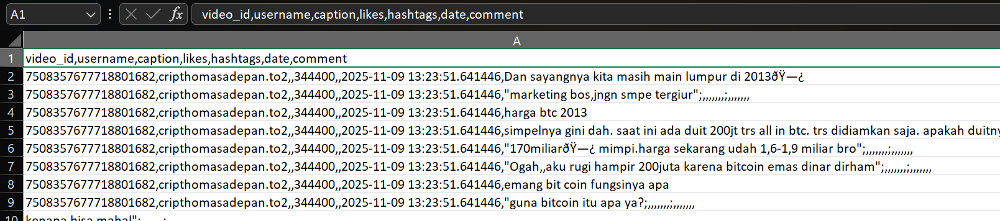 A1
fx
video_id,username,caption,likes,hashtags,date,comment
A
1
video_id,username,caption,likes,hashtags,date,comment
2
7508357677718801682,cripthomasadepan.to2,,344400,,2025-11-09 13:23:51.641446,Dan sayangnya kita masih main lumpur di 2013ðŸ—¿
3
7508357677718801682,cripthomasadepan.to2,,344400,,2025-11-09 13:23:51.641446,"marketing bos,jngn smpe tergiur";,,,,,,,;,,,,,,,
4
7508357677718801682,cripthomasadepan.to2,,344400,,2025-11-09 13:23:51.641446,harga btc 2013
5
7508357677718801682,cripthomasadepan.to2,,344400,,2025-11-09 13:23:51.641446,simpelnya gini dah. saat ini ada duit 200jt trs all in btc. trs didiamkan saja. apakah duitny
6
7508357677718801682,cripthomasadepan.to2,,344400,,2025-11-09 13:23:51.641446,"170miliarðŸ—¿ mimpi.harga sekarang udah 1,6-1,9 miliar bro";,,,,,,,;,,,,,,,
7
7508357677718801682,cripthomasadepan.to2,,344400,,2025-11-09 13:23:51.641446,"Ogah,,aku rugi hampir 200juta karena bitcoin emas dinar dirham";,,,,,,,;,,,,,,,
8
7508357677718801682,cripthomasadepan.to2,,344400,,2025-11-09 13:23:51.641446,emang bit coin fungsinya apa
9
7508357677718801682,cripthomasadepan.to2,,344400,,2025-11-09 13:23:51.641446,"guna bitcoin itu apa ya?;,,,,,,,;,,,,,,,
10
kenapa bisa mahal";,,,,,;